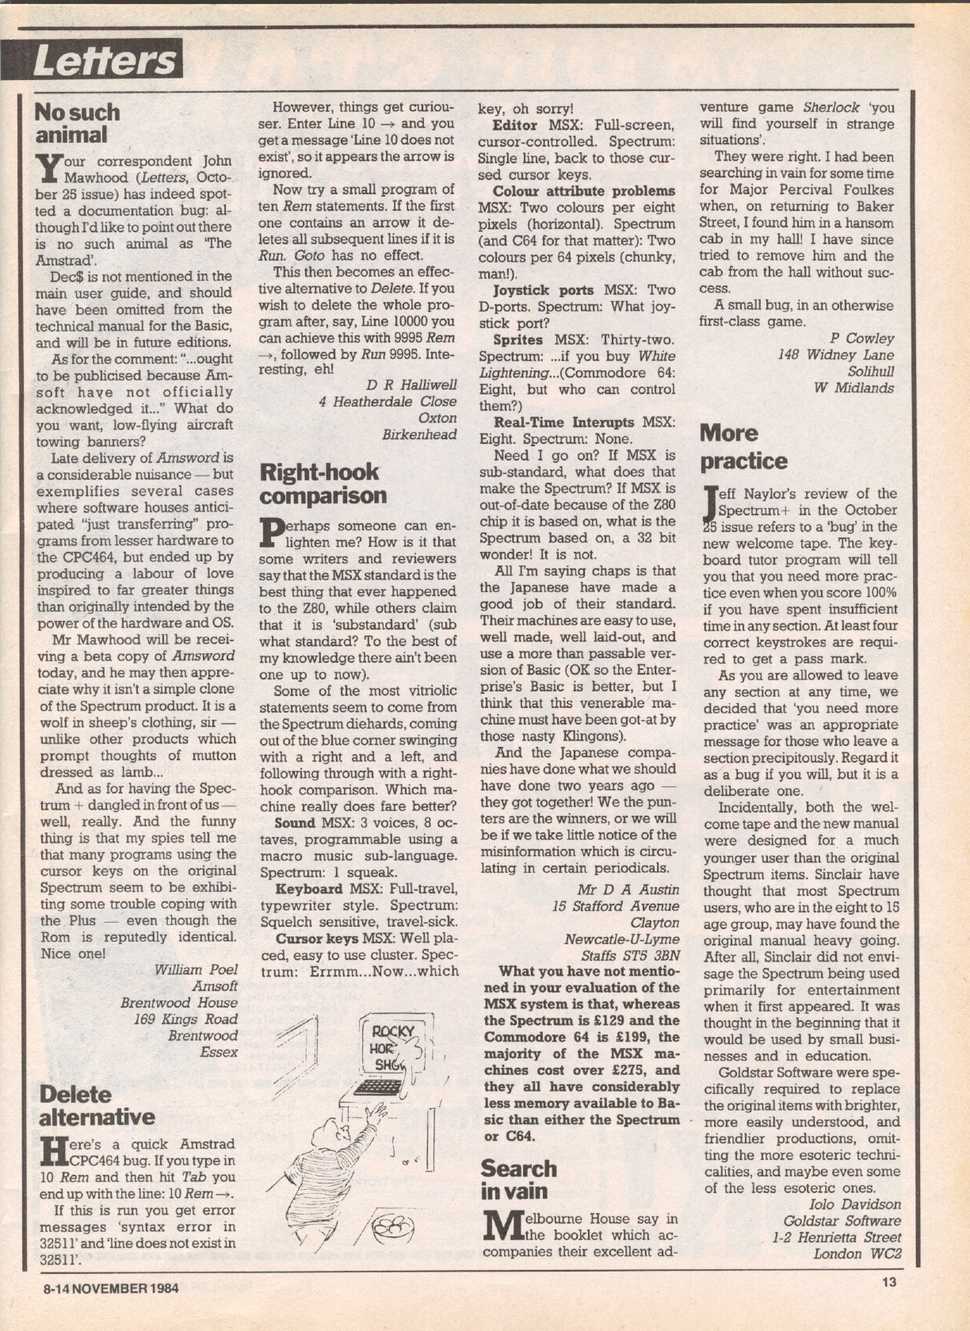 Letters
No such
animal
Your correspondent John
Mawhood (Letters, Octo-
ber 25 issue) has indeed spot-
ted a documentation bug: al-
though I'd like to point out there
is no such animal as 'The
Amstrad'.
Dec$ is not mentioned in the
main user guide, and should
have been omitted from the
technical manual for the Basic,
and will be in future editions.
As for the comment: "...ought
to be publicised because Am-
soft have not officially
acknowledged it..." What do
you want, low-flying aircraft
towing banners?
Late delivery of Amsword is
a considerable nuisance — but
exemplifies several cases
where software houses antici-
pated "just transferring" pro-
grams from lesser hardware to
the CPC464, but ended up by
producing a labour of love
inspired to far greater things
than originally intended by the
power of the hardware and OS.
Mr Mawhood will be recei-
ving a beta copy of Amsword
today, and he may then appre-
ciate why it isn't a simple clone
of the Spectrum product. It is a
wolf in sheep's clothing, sir —
unlike other products which
prompt thoughts of mutton
dressed as lamb...
And as for having the Spec-
trum + dangled in front of us —
well, really. And the funny
thing is that my spies tell me
that many programs using the
cursor keys on the original
Spectrum seem to be exhibi-
ting some trouble coping with
the Plus — even though the
Rom is reputedly identical.
Nice one!
William Poel
Amsoft
Brentwood House
169 Kings Road
Brentwood
Essex
Delete
alternative
Here's a quick Amstrad
CPC464 bug. If you type in
10 Rem and then hit Tab you
end up with the line: 10 Rem →.
If this is run you get error
messages 'syntax error in
32511' and 'line does not exist in
32511'.
However, things get curiou-
ser. Enter Line 10 → and you
get a message 'Line 10 does not
exist', so it appears the arrow is
ignored.
Now try a small program of
ten Rem statements. If the first
one contains an arrow it de-
letes all subsequent lines if it is
Run. Goto has no effect.
This then becomes an effec-
tive alternative to Delete. If you
wish to delete the whole pro-
gram after, say, Line 10000 you
can achieve this with 9995 Rem
→, followed by Run 9995. Inte-
resting, eh!
D R Halliwell
4 Heatherdale Close
Oxton
Birkenhead
Right-hook
comparison
Perhaps someone can en-
lighten me? How is it that
some writers and reviewers
say that the MSX standard is the
best thing that ever happened
to the Z80, while others claim
that it is 'substandard' (sub
what standard? To the best of
my knowledge there ain't been
one up to now).
Some of the most vitriolic
statements seem to come from
the Spectrum diehards, coming
out of the blue corner swinging
with a right and a left, and
following through with a right-
hook comparison. Which ma-
chine really does fare better?
Sound MSX: 3 voices, 8 oc-
taves, programmable using a
macro music sub-language.
Spectrum: 1 squeak.
Keyboard MSX: Full-travel,
typewriter style. Spectrum:
Squelch sensitive, travel-sick.
Cursor keys MSX: Well pla-
ced, easy to use cluster. Spec-
trum: Errmm...Now...which
ROCKY
HOR
SHOW
key, oh sorry!
Editor MSX: Full-screen,
cursor-controlled. Spectrum:
Single line, back to those cur-
sed cursor keys.
Colour attribute problems
MSX: Two colours per eight
pixels (horizontal). Spectrum
(and C64 for that matter): Two
colours per 64 pixels (chunky,
man!).
Joystick ports MSX: Two
D-ports. Spectrum: What joy-
stick port?
Sprites MSX: Thirty-two.
Spectrum: ...if you buy White
Lightening...(Commodore 64:
Eight, but who can control
them?)
Real-Time Interupts MSX:
Eight. Spectrum: None.
Need I go on? If MSX is
sub-standard, what does that
make the Spectrum? If MSX is
out-of-date because of the Z80
chip it is based on, what is the
Spectrum based on, a 32 bit
wonder! It is not.
All I'm saying chaps is that
the Japanese have made a
good job of their standard.
Their machines are easy to use,
well made, well laid-out, and
use a more than passable ver-
sion of Basic (OK so the Enter-
prise's Basic is better, but I
think that this venerable ma-
chine must have been got-at by
those nasty Klingons).
And the Japanese compa-
nies have done what we should
have done two years ago —
they got together! We the pun-
ters are the winners, or we will
be if we take little notice of the
misinformation which is circu-
lating in certain periodicals.
Mr D A Austin
15 Stafford Avenue
Clayton
Newcatle-U-Lyme
Staffs ST5 3BN
What you have not mentio-
ned in your evaluation of the
MSX system is that, whereas
the Spectrum is £129 and the
Commodore 64 is £199, the
majority of the MSX ma-
chines cost over £275, and
they all have considerably
less memory available to Ba-
sic than either the Spectrum
or C64.
Search
in vain
Melbourne House say in
the booklet which ac-
companies their excellent ad-
venture game Sherlock 'you
will find yourself in strange
situations'.
They were right. I had been
searching in vain for some time
for Major Percival Foulkes
when, on returning to Baker
Street, I found him in a hansom
cab in my hall! I have since
tried to remove him and the
cab from the hall without suc-
cess.
A small bug, in an otherwise
first-class game.
P Cowley
148 Widney Lane
Solihull
W Midlands
More
practice
Jeff Naylor's review of the
Spectrum+ in the October
25 issue refers to a 'bug' in the
new welcome tape. The key-
board tutor program will tell
you that you need more prac-
tice even when you score 100%
if you have spent insufficient
time in any section. At least four
correct keystrokes are requi-
red to get a pass mark.
As you are allowed to leave
any section at any time, we
decided that 'you need more
practice' was an appropriate
message for those who leave a
section precipitously. Regard it
as a bug if you will, but it is a
deliberate one.
Incidentally, both the wel-
come tape and the new manual
were designed for a much
younger user than the original
Spectrum items. Sinclair have
thought that most Spectrum
users, who are in the eight to 15
age group, may have found the
original manual heavy going.
After all, Sinclair did not envi-
sage the Spectrum being used
primarily for entertainment
when it first appeared. It was
thought in the beginning that it
would be used by small busi-
nesses and in education.
Goldstar Software were spe-
cifically required to replace
the original items with brighter,
more easily understood, and
friendlier productions, omit-
ting the more esoteric techni-
calities, and maybe even some
of the less esoteric ones.
Iolo Davidson
Goldstar Software
1-2 Henrietta Street
London WC2
8-14 NOVEMBER 1984
13